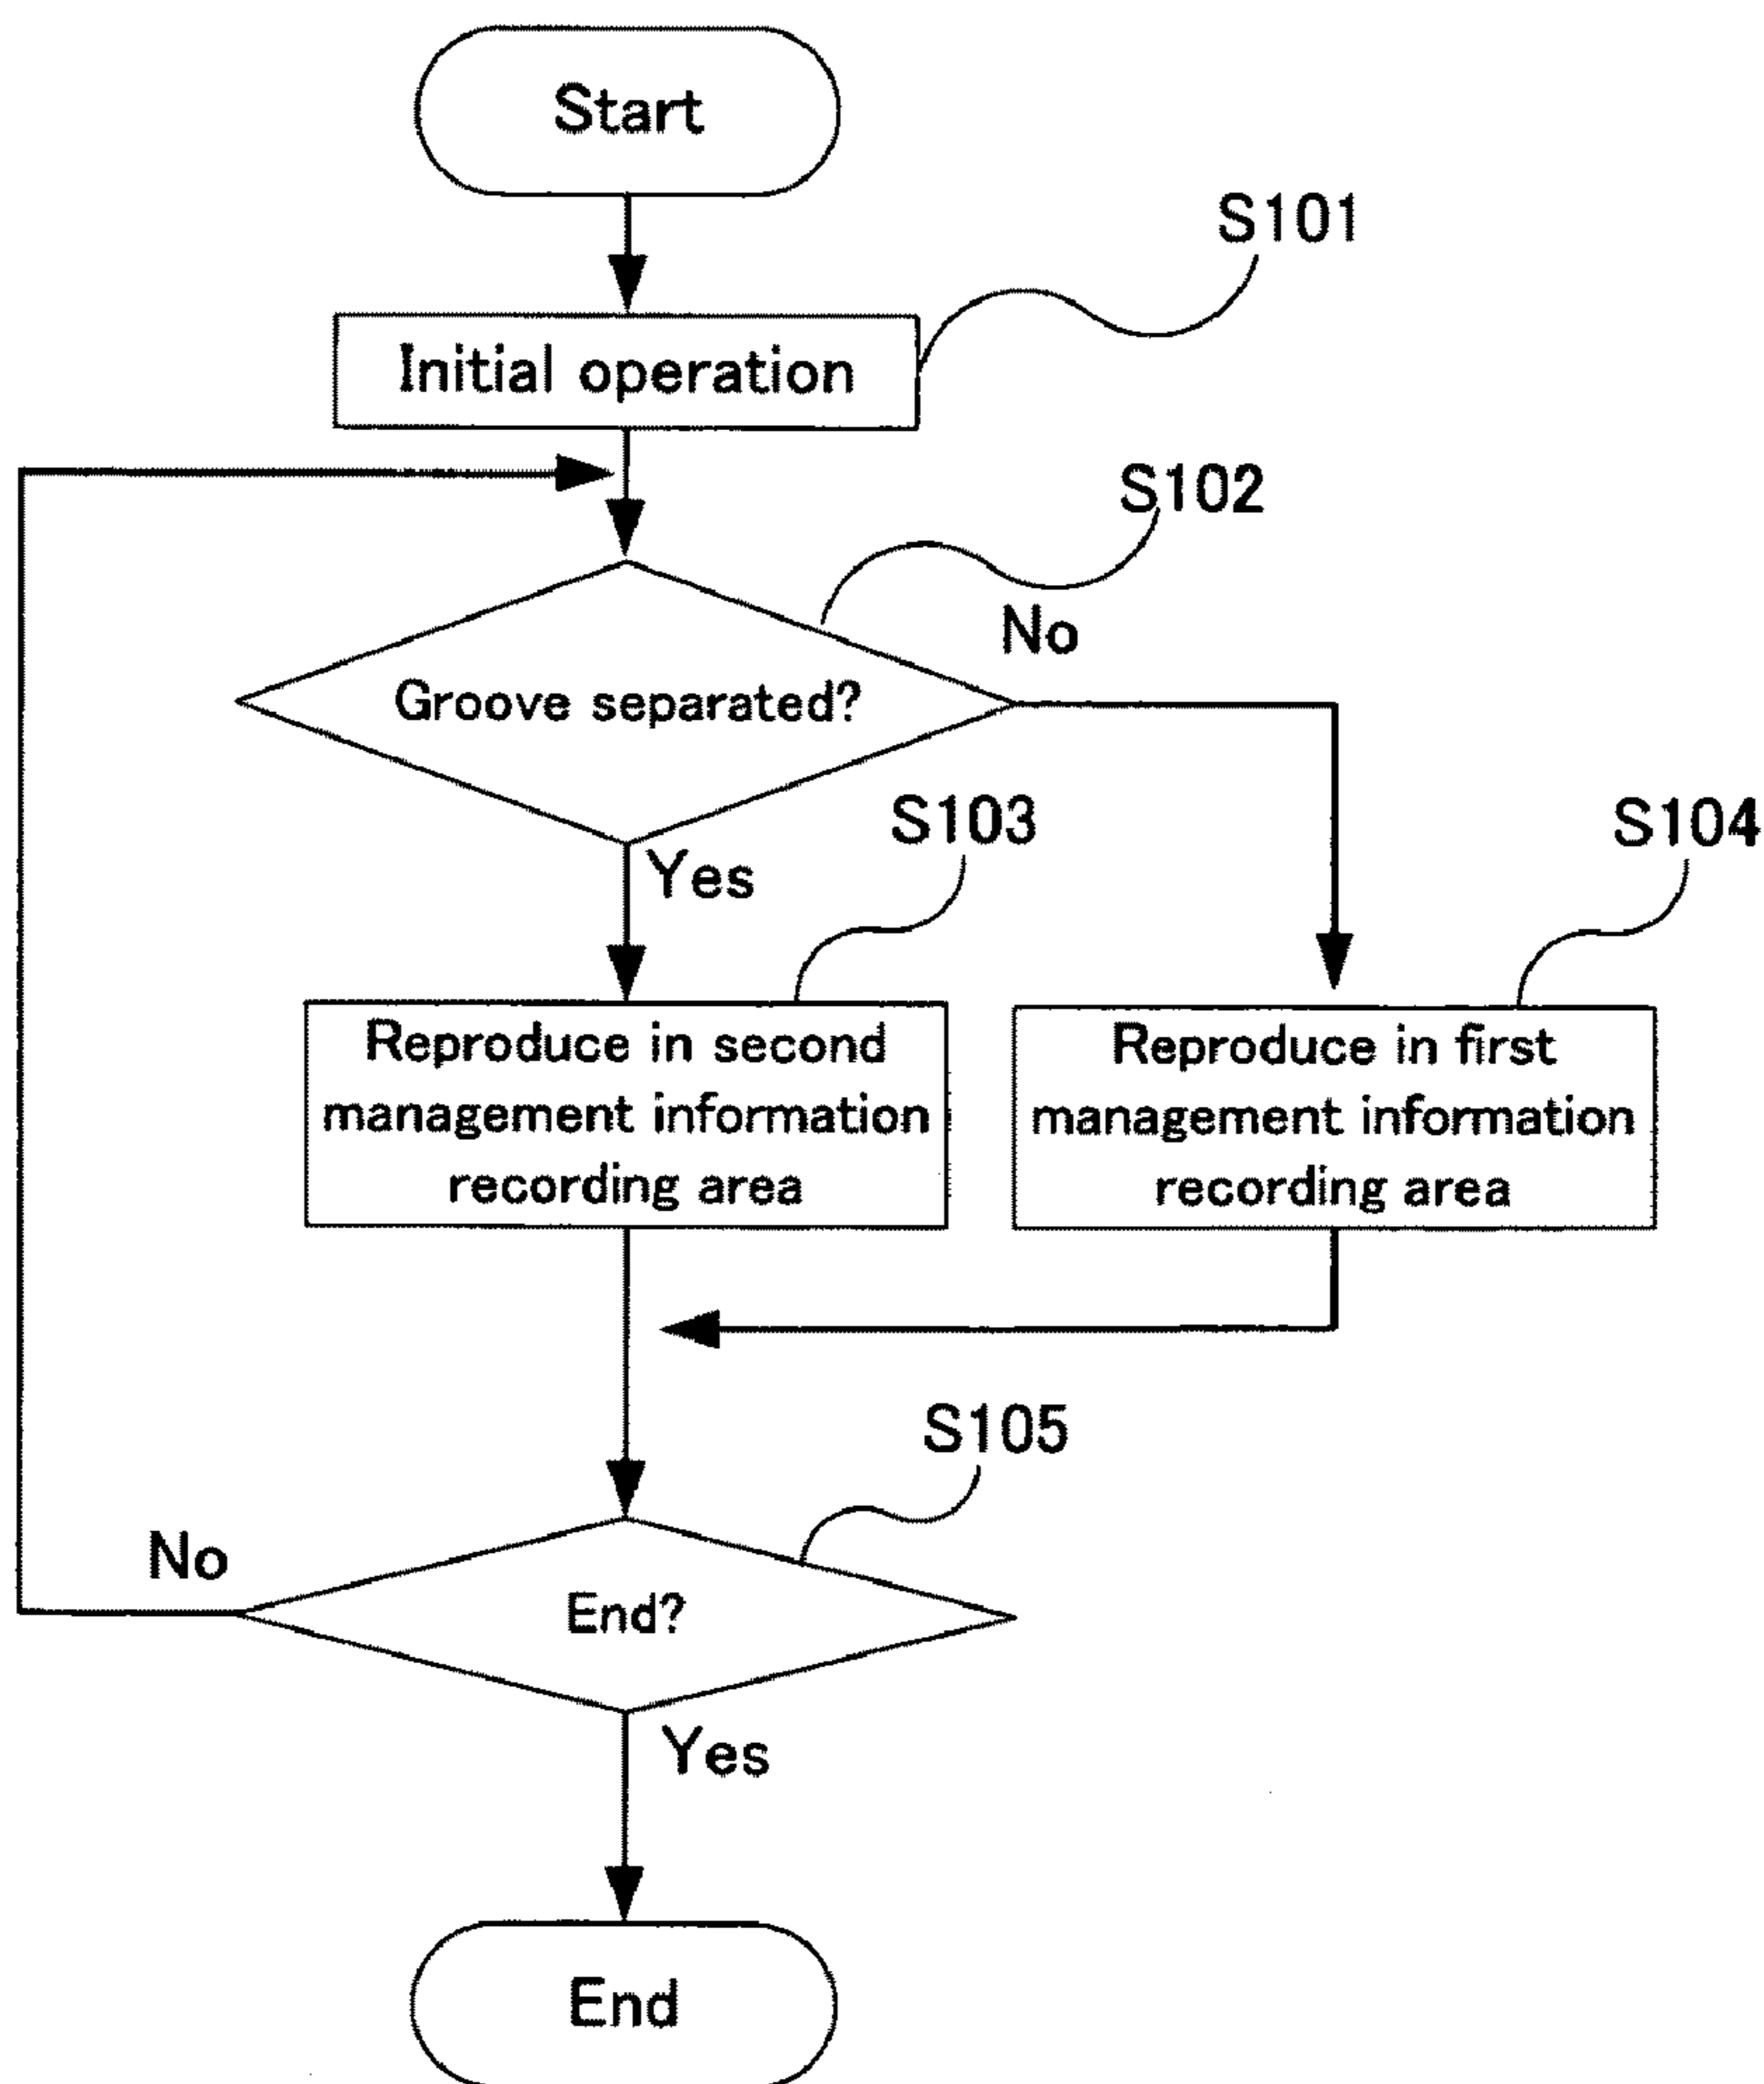 Start
S101
Initial operation
S102
No
Groove separated?
S103
S104
Yes
Reproduce in second
management information
recording area
Reproduce in first
management information
recording area
S105
No
End?
Yes
End